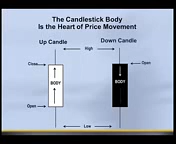 The Candlestick Body
Is the Heart of Price Movement
Up Candle
Down Candle
High
Close
Open
BODY
BODY
Open
Low